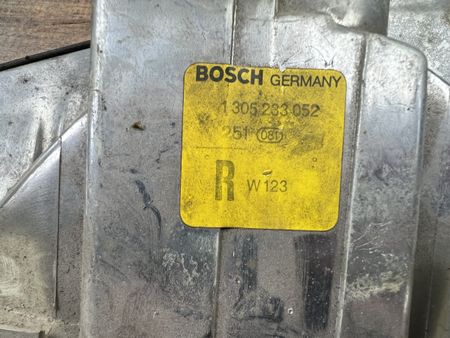 BOSCH GERMANY
1 305 233 052
251 081
R W 123